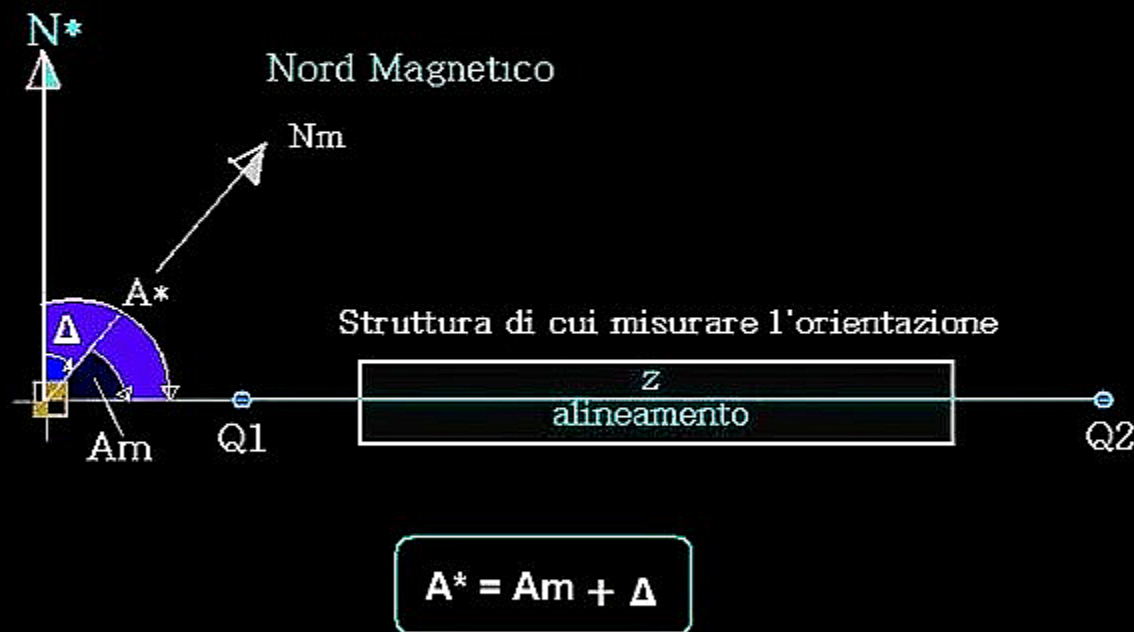 N*
Nord Magnetico
Nm
A*
Δ
Struttura di cui misurare l'orientazione
z
alineamento
Am
Q1
Q2
A* = Am + Δ